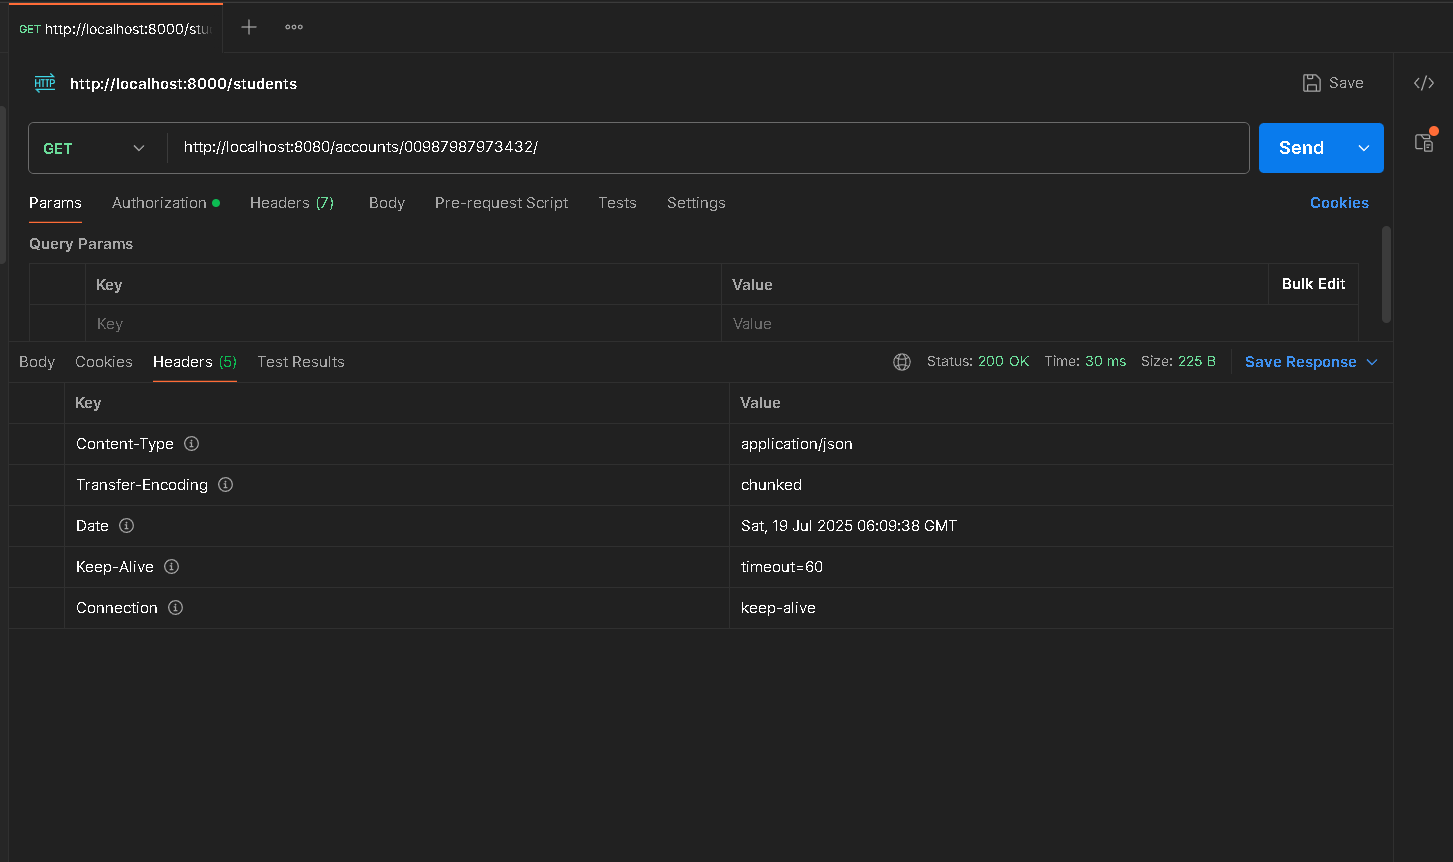 GET http://localhost:8000/stu
HTTP http://localhost:8000/students Save
GET http://localhost:8080/accounts/00987987973432/ Send
Params Authorization Headers (7) Body Pre-request Script Tests Settings Cookies
Query Params
Key Value Bulk Edit
Key Value
Body Cookies Headers (5) Test Results Status: 200 OK Time: 30 ms Size: 225 B Save Response
Key Value
Content-Type application/json
Transfer-Encoding chunked
Date Sat, 19 Jul 2025 06:09:38 GMT
Keep-Alive timeout=60
Connection keep-alive